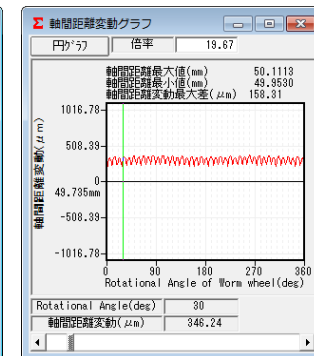 Σ 軸間距離変動グラフ
円グラフ 倍率 19.67
軸間距離最大値(mm) 50.1113
軸間距離最小値(mm) 49.9530
軸間距離変動最大差(μm) 158.31
軸間距離変動(μm)
1016.78
508.39
0
49.735mm
-508.39
-1016.78
0 90 180 270 360
Rotational Angle of Worm wheel(deg)
Rotational Angle(deg) 30
軸間距離変動(μm) 346.24